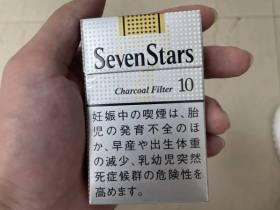 SevenStars
Charcoal Filter 10
妊娠中の喫煙は、胎
児の発育不全のほ
か、早産や出生体重
の減少、乳幼児突然
死症候群の危険性を
高めます。